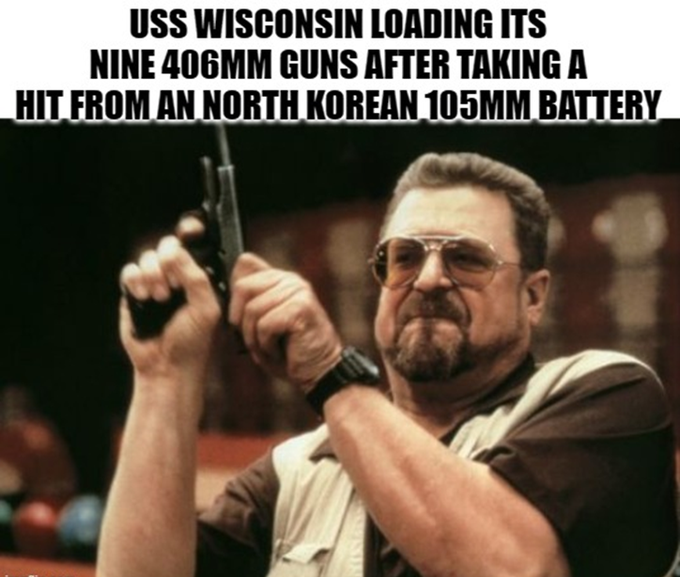 USS WISCONSIN LOADING ITS
NINE 406MM GUNS AFTER TAKING A
HIT FROM AN NORTH KOREAN 105MM BATTERY